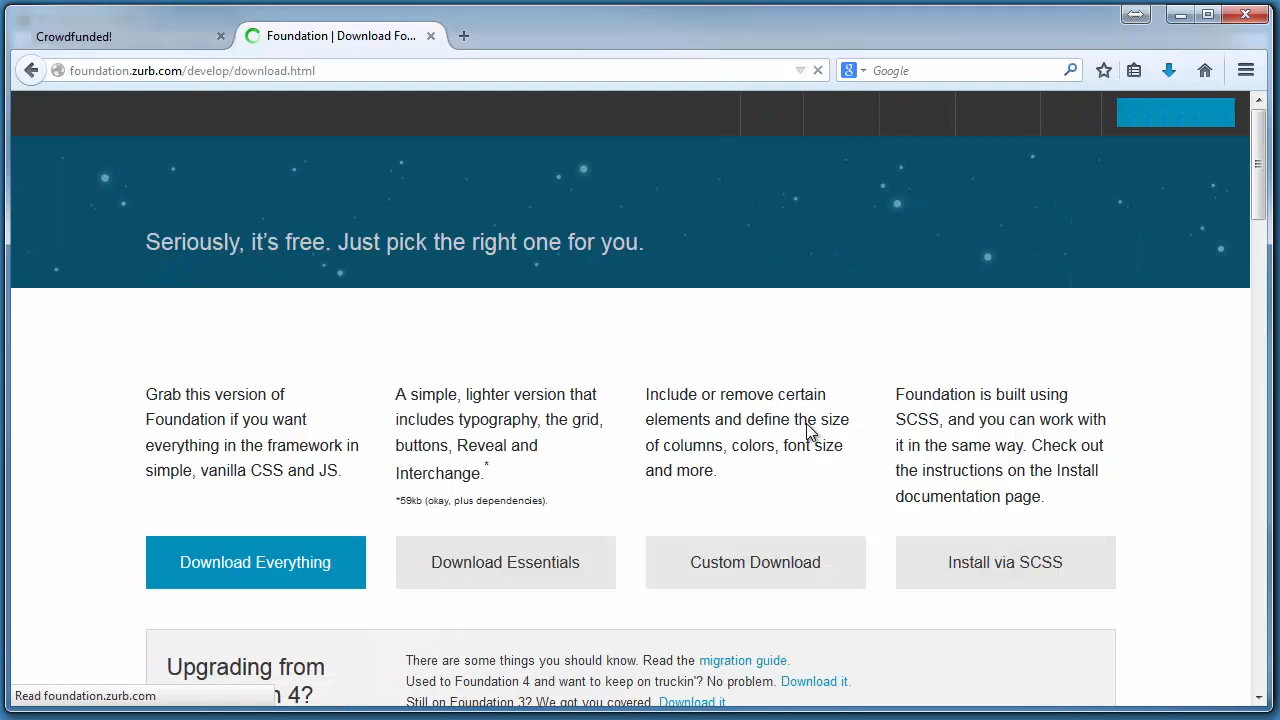 Crowdfunded!
Foundation | Download Fo...
foundation.zurb.com/develop/download.html
Google
Seriously, it's free. Just pick the right one for you.
Grab this version of
Foundation if you want
everything in the framework in
simple, vanilla CSS and JS.
A simple, lighter version that
includes typography, the grid,
buttons, Reveal and
Interchange.*
*59kb (okay, plus dependencies).
Include or remove certain
elements and define the size
of columns, colors, font size
and more.
Foundation is built using
SCSS, and you can work with
it in the same way. Check out
the instructions on the Install
documentation page.
Download Everything
Download Essentials
Custom Download
Install via SCSS
Upgrading from
n 4?
There are some things you should know. Read the migration guide.
Used to Foundation 4 and want to keep on truckin'? No problem. Download it.
Still on Foundation 3? We got you covered. Download it.
Read foundation.zurb.com